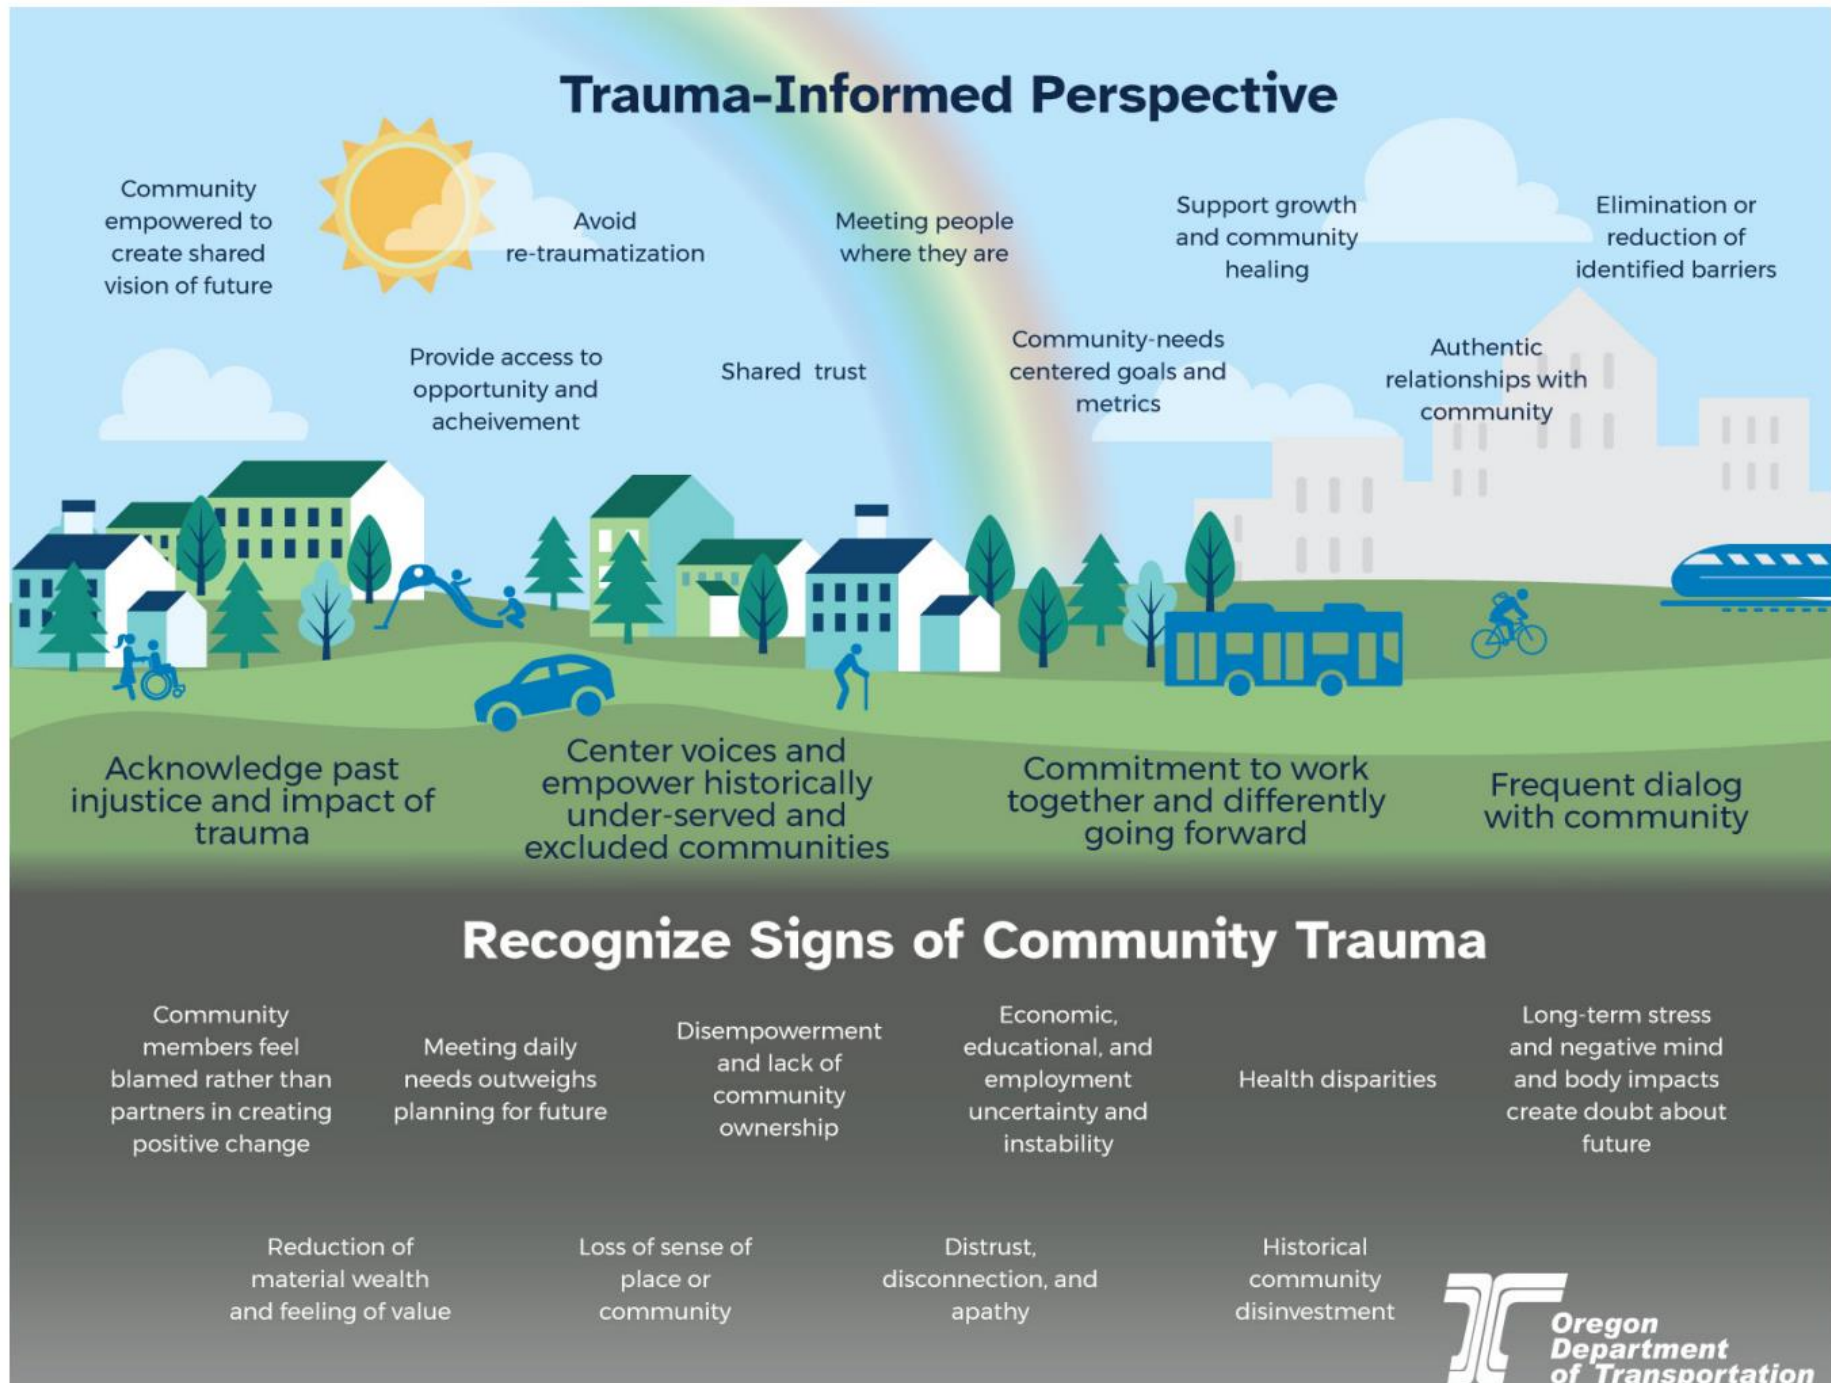 Trauma-Informed Perspective
Community
empowered to
create shared
vision of future
Avoid
re-traumatization
Meeting people
where they are
Support growth
and community
healing
Elimination or
reduction of
identified barriers
Provide access to
opportunity and
acheivement
Shared trust
Community-needs
centered goals and
metrics
Authentic
relationships with
community
Acknowledge past
injustice and impact of
trauma
Center voices and
empower historically
under-served and
excluded communities
Commitment to work
together and differently
going forward
Frequent dialog
with community
Recognize Signs of Community Trauma
Community
members feel
blamed rather than
partners in creating
positive change
Meeting daily
needs outweighs
planning for future
Disempowerment
and lack of
community
ownership
Economic,
educational, and
employment
uncertainty and
instability
Health disparities
Long-term stress
and negative mind
and body impacts
create doubt about
future
Reduction of
material wealth
and feeling of value
Loss of sense of
place or
community
Distrust,
disconnection, and
apathy
Historical
community
disinvestment
Oregon
Department
of Transportation